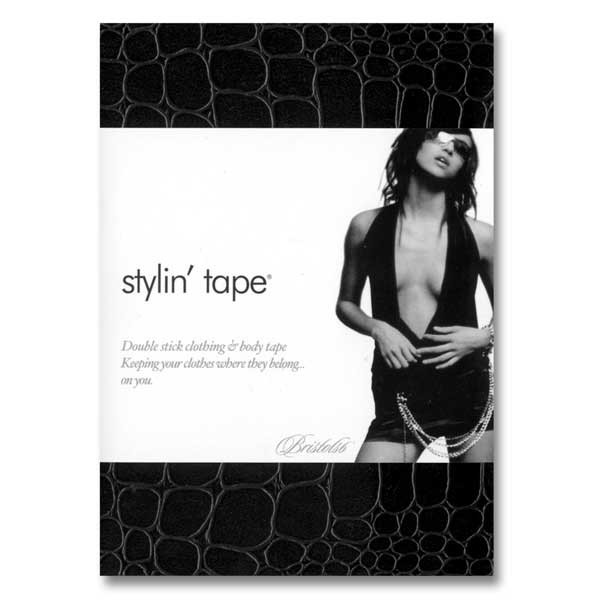 stylin' tape®
Double stick clothing & body tape
Keeping your clothes where they belong...
on you.
Bristols6